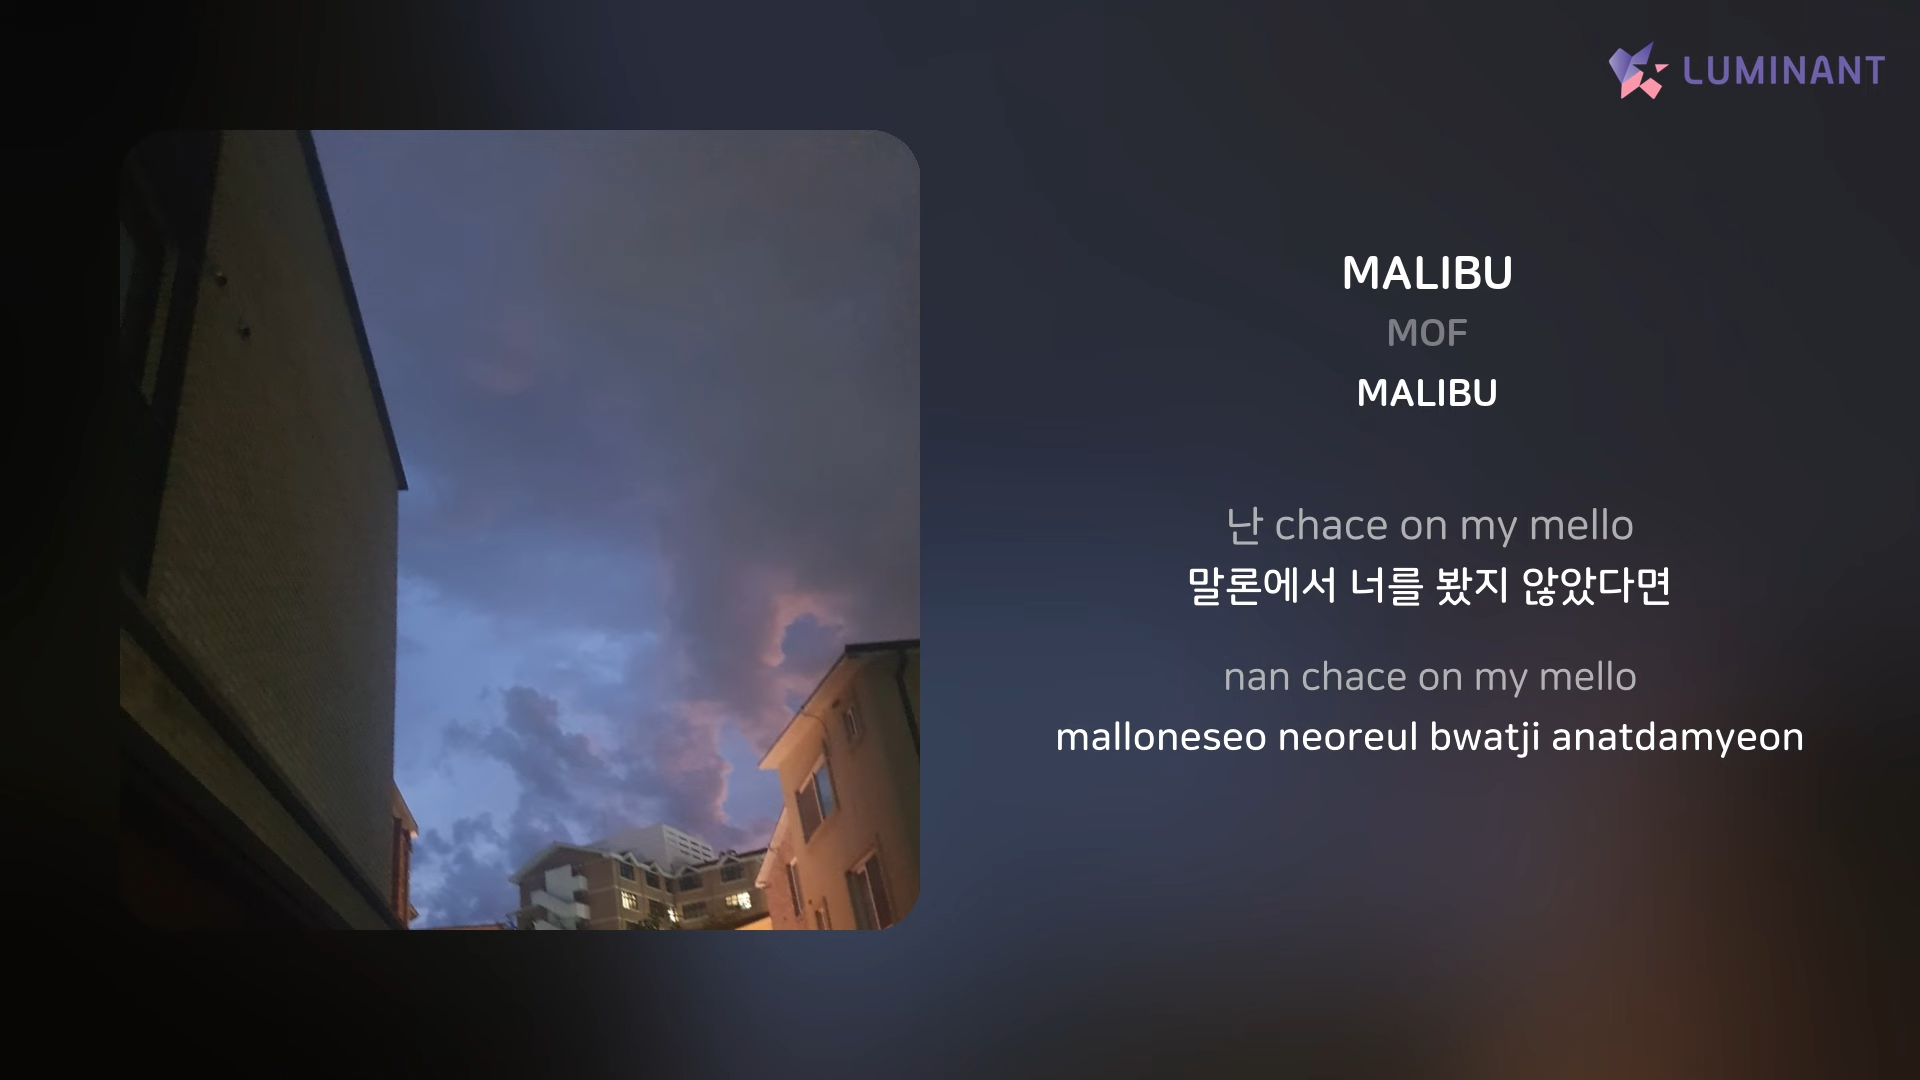 LUMINANT
MALIBU
MOF
MALIBU
난 chace on my mello
말론에서 너를 봤지 않았다면
nan chace on my mello
malloneseo neoreul bwatji anatdamyeon